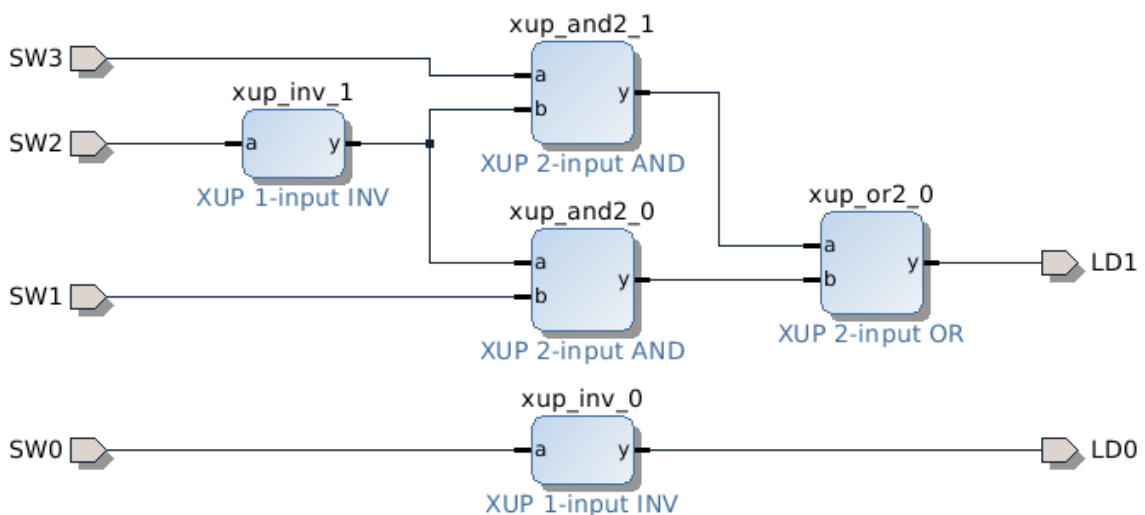 xup_and2_1
SW3
a
xup_inv_1
y
b
SW2
a
y
XUP 2-input AND
XUP 1-input INV
xup_or2_0
xup_and2_0
a
a
y
LD1
y
b
SW1
b
XUP 2-input OR
XUP 2-input AND
xup_inv_0
SW0
a
y
LD0
XUP 1-input INV